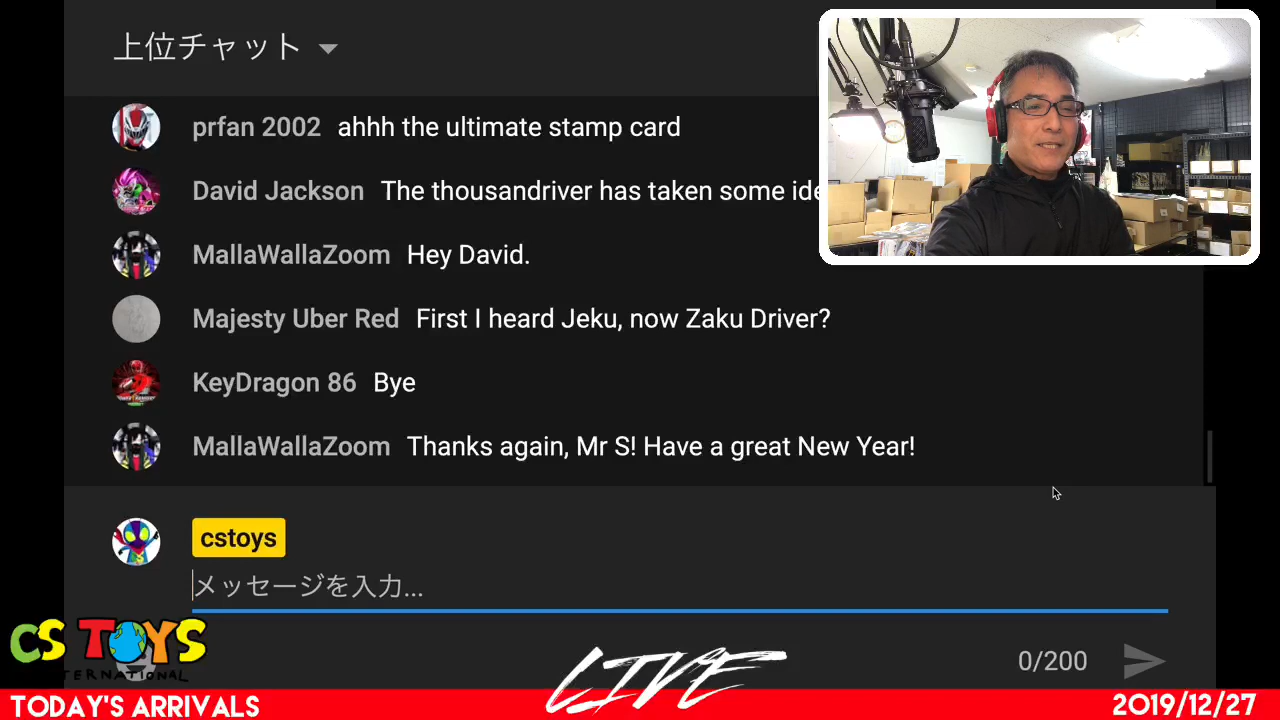 上位チャット
prfan 2002 ahhh the ultimate stamp card
David Jackson The thousandriver has taken some ide
MallaWallaZoom Hey David.
Majesty Uber Red First I heard Jeku, now Zaku Driver?
KeyDragon 86 Bye
MallaWallaZoom Thanks again, Mr S! Have a great New Year!
cstoys
メッセージを入力...
CS TOYS
INTERNATIONAL
LIVE
0/200
TODAY'S ARRIVALS
2019/12/27